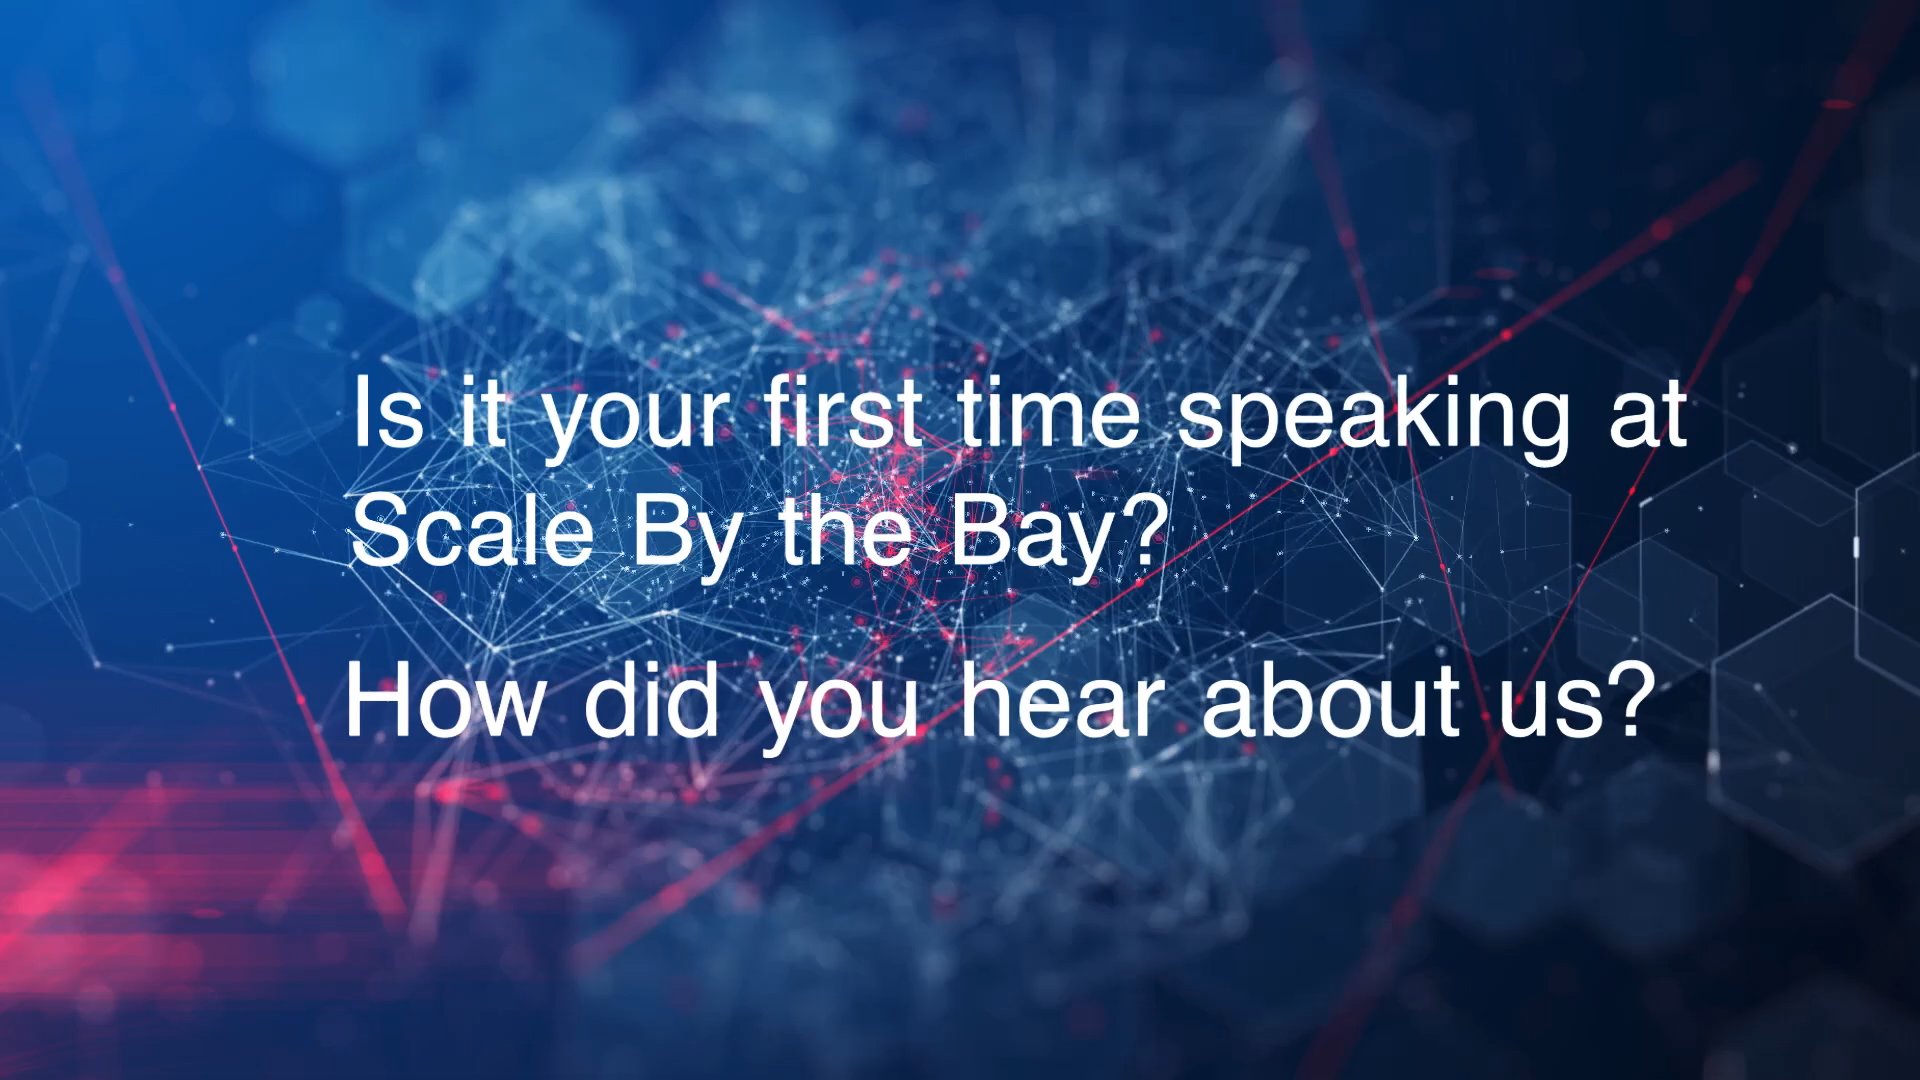 Is it your first time speaking at
Scale By the Bay?
How did you hear about us?